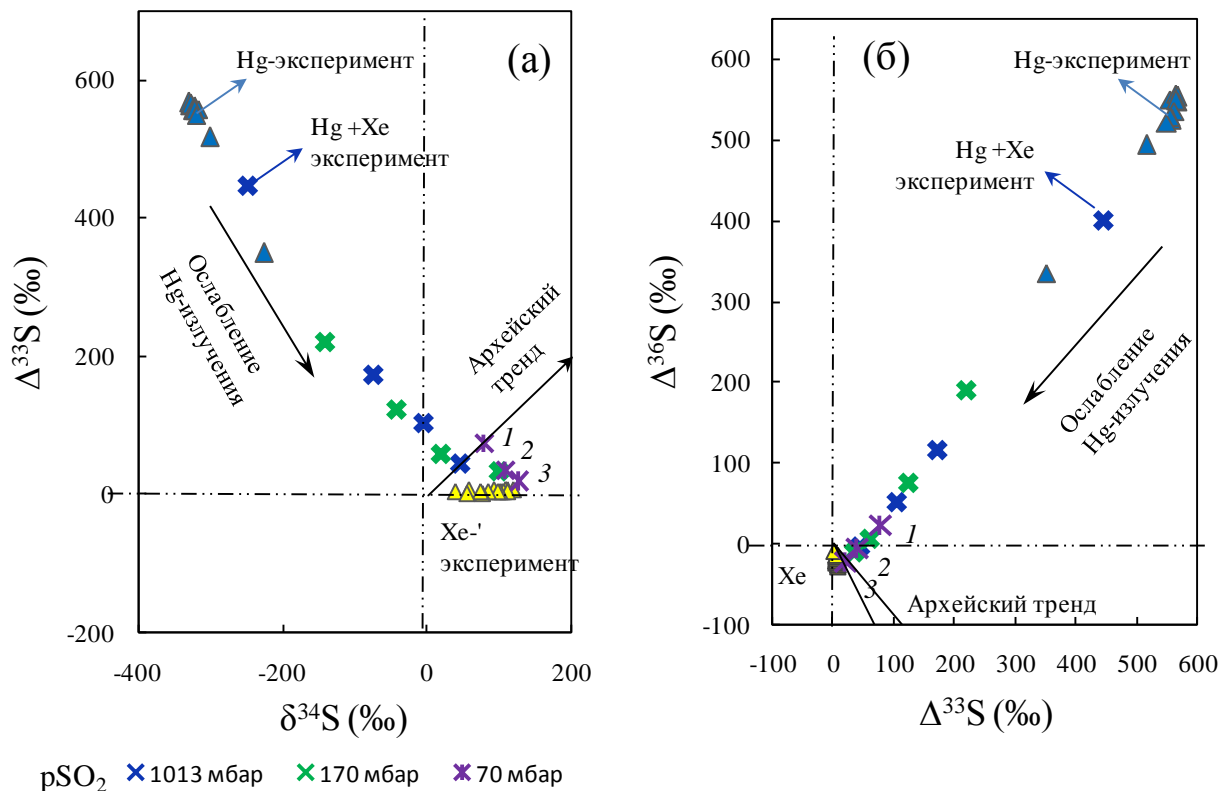 (а)
Hg-эксперимент
Hg +Xe
эксперимент
Ослабление
Hg-излучения
Архейский
тренд
1
2
3
Xe-'
эксперимент
600
400
200
0
-200
-400
-200
0
200
Δ³³S (‰)
δ³⁴S (‰)
(б)
Hg-эксперимент
Hg +Xe
эксперимент
Ослабление
Hg-излучения
1
2
3
Xe
Архейский тренд
600
500
400
300
200
100
0
-100
-100
0
100
200
300
400
500
600
Δ³⁶S (‰)
Δ³³S (‰)
pSO₂
1013 мбар
170 мбар
70 мбар